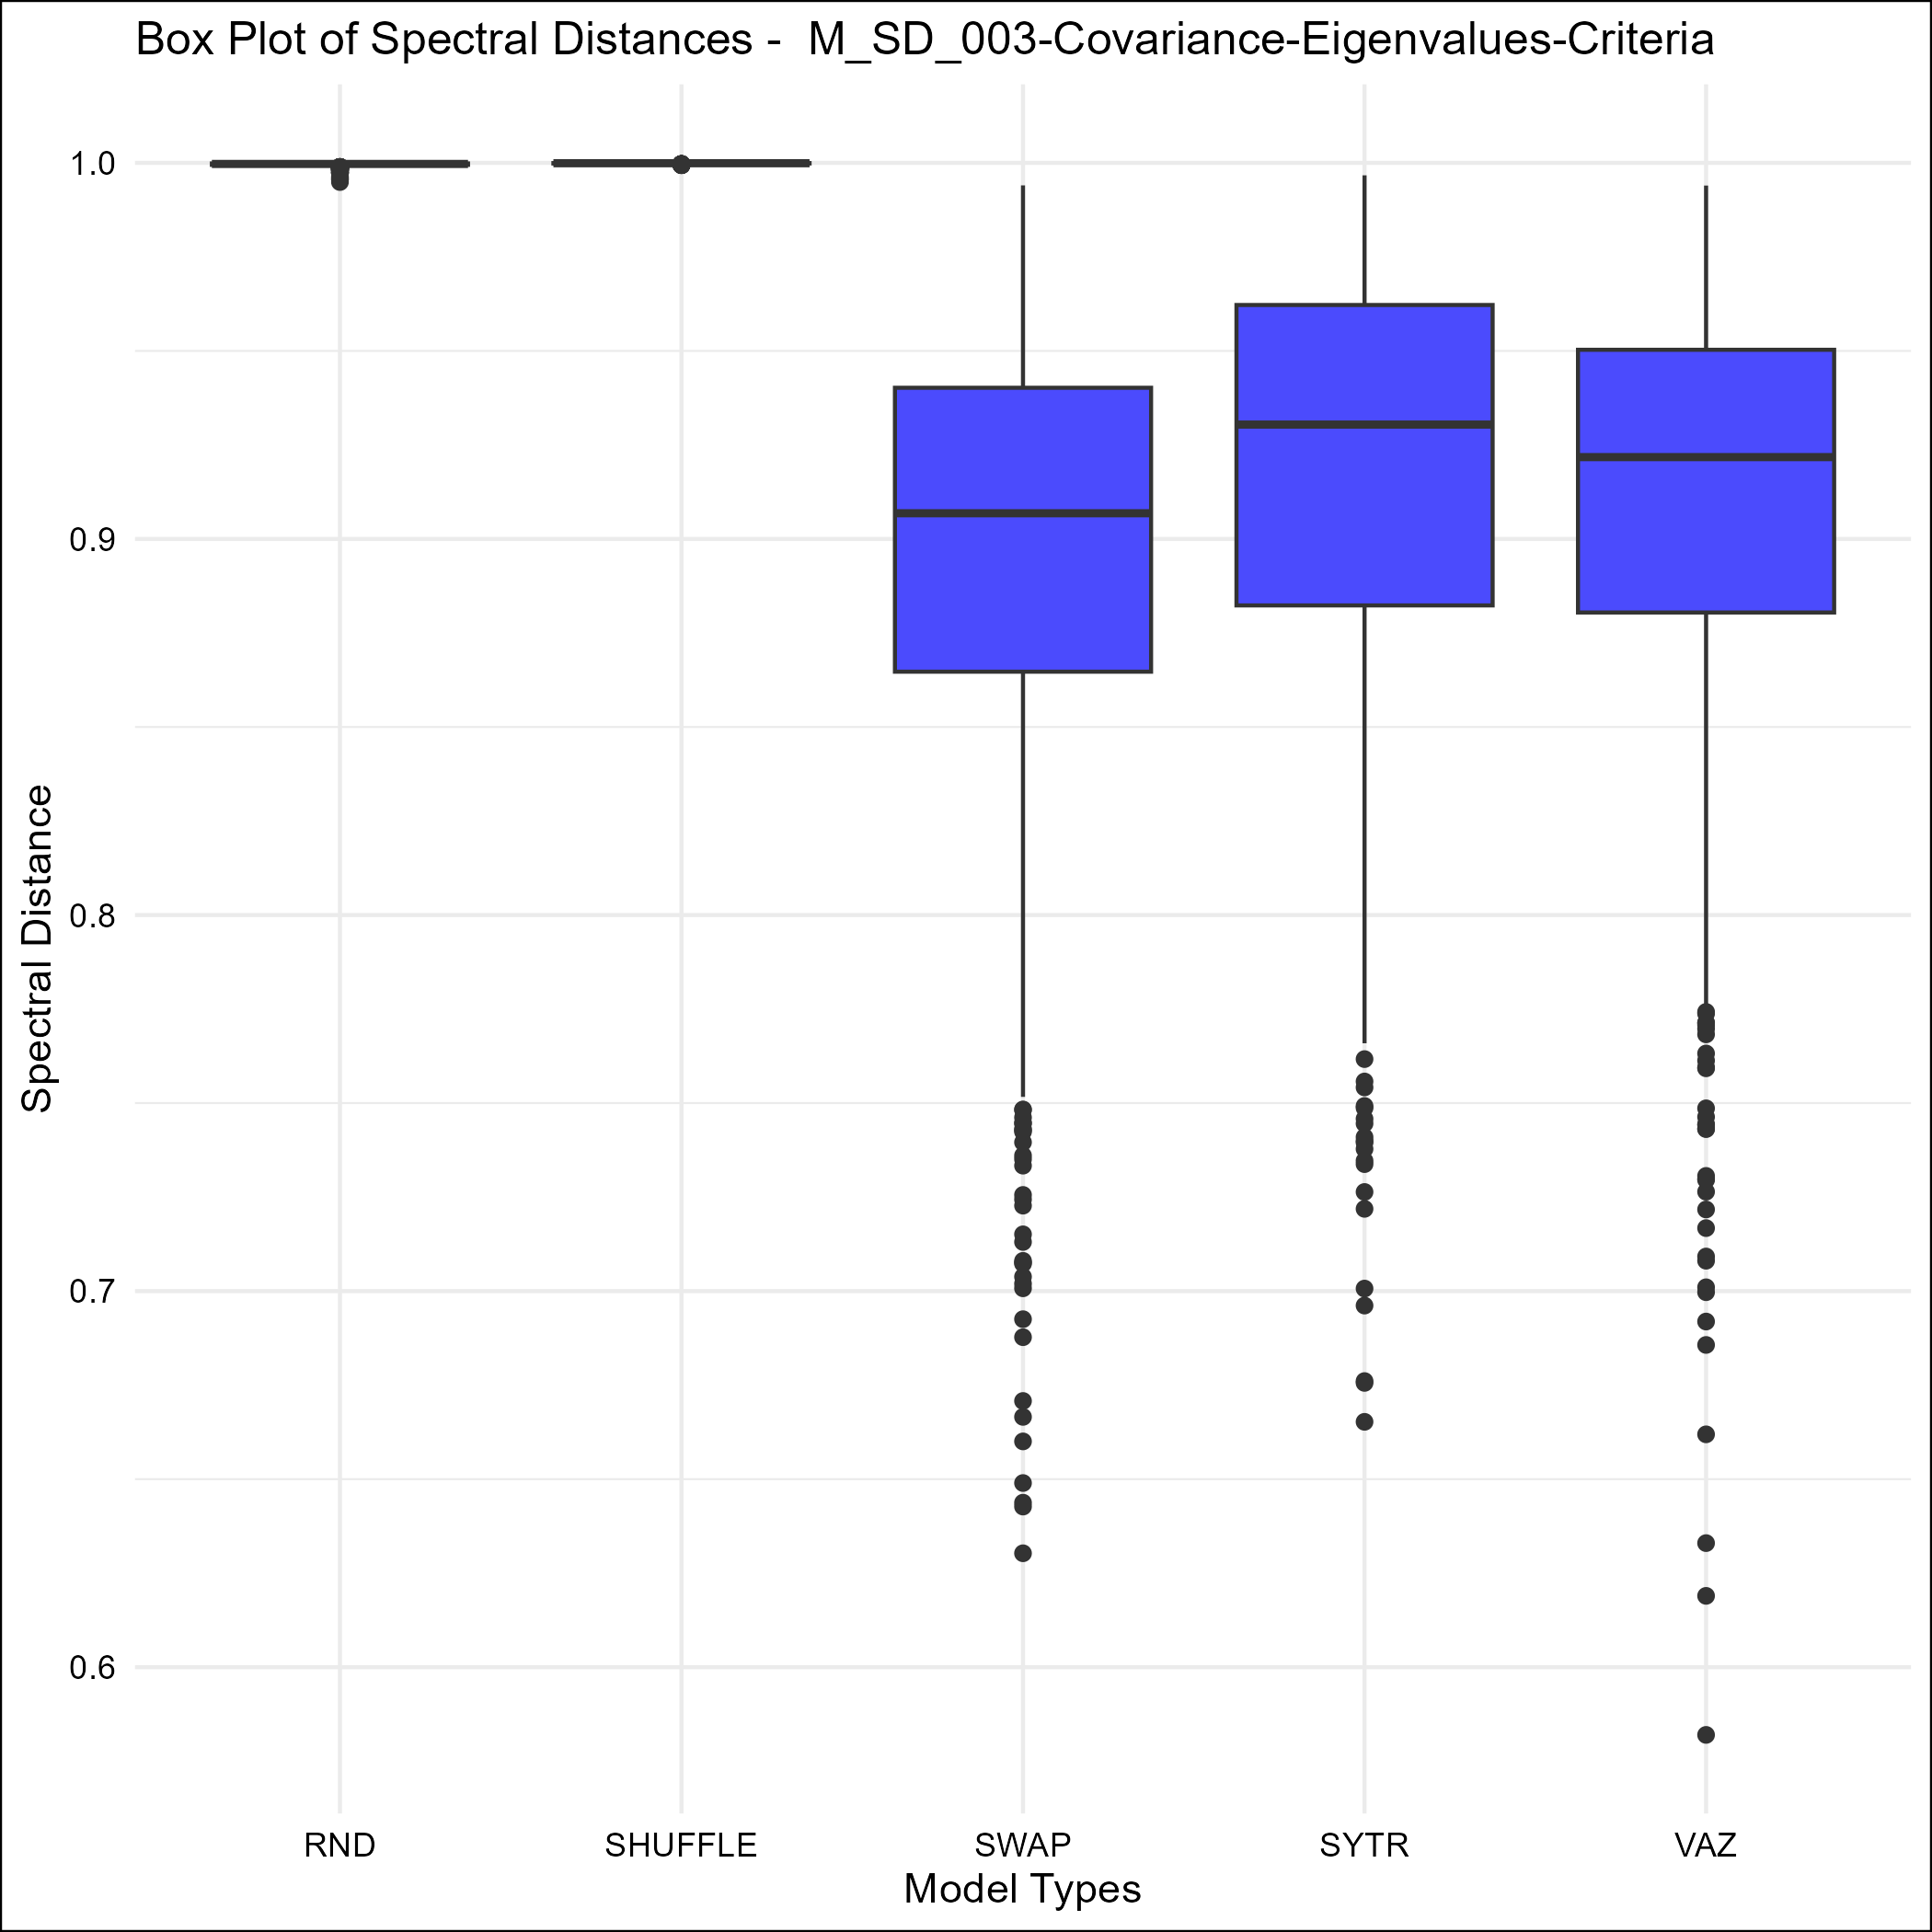 Box Plot of Spectral Distances -  M_SD_003-Covariance-Eigenvalues-Criteria
Spectral Distance
1.0
0.9
0.8
0.7
0.6
RND SHUFFLE SWAP SYTR VAZ
Model Types